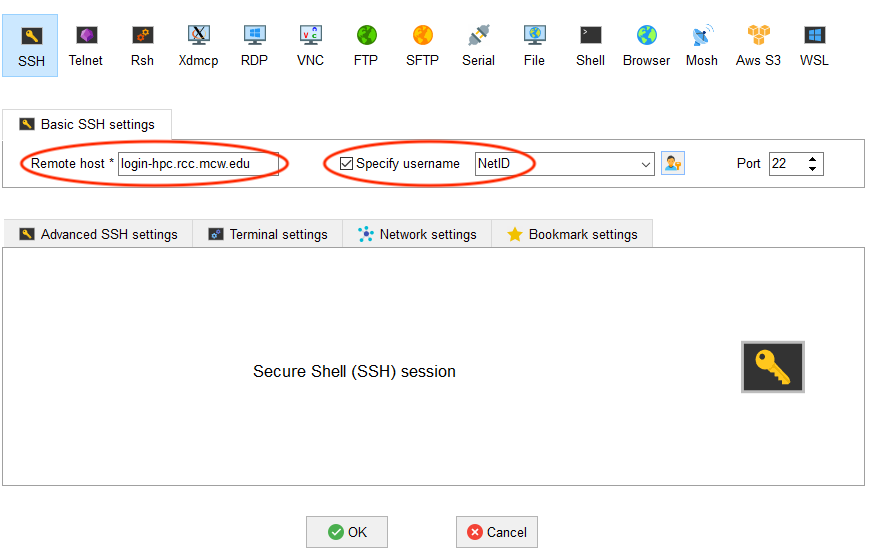 SSH Telnet Rsh Xdmcp RDP VNC FTP SFTP Serial File Shell Browser Mosh Aws S3 WSL
Basic SSH settings
Remote host * login-hpc.rcc.mcw.edu Specify username NetID Port 22
Advanced SSH settings Terminal settings Network settings Bookmark settings
Secure Shell (SSH) session
OK Cancel